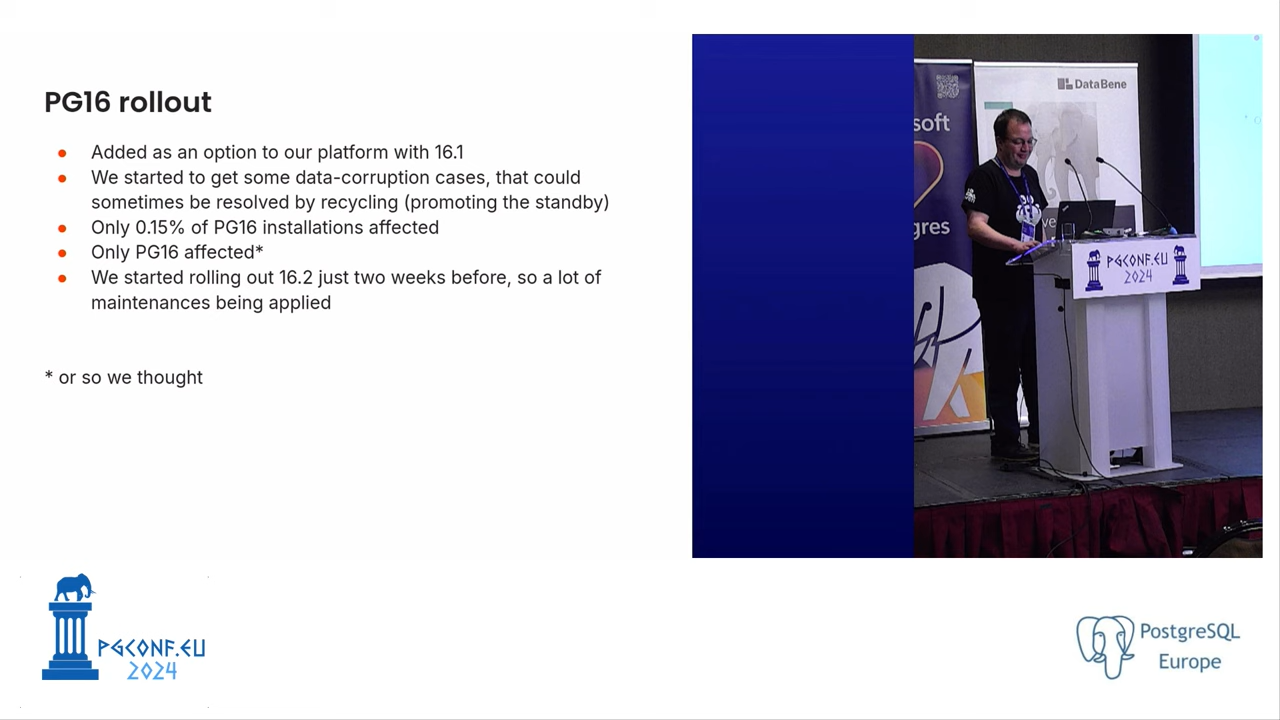 PG16 rollout
● Added as an option to our platform with 16.1
● We started to get some data-corruption cases, that could
sometimes be resolved by recycling (promoting the standby)
● Only 0.15% of PG16 installations affected
● Only PG16 affected*
● We started rolling out 16.2 just two weeks before, so a lot of
maintenances being applied
* or so we thought
DataBene
soft
gres
ve
PGCONF.EU
2024
PGCONF.EU
2024
PostgreSQL
Europe